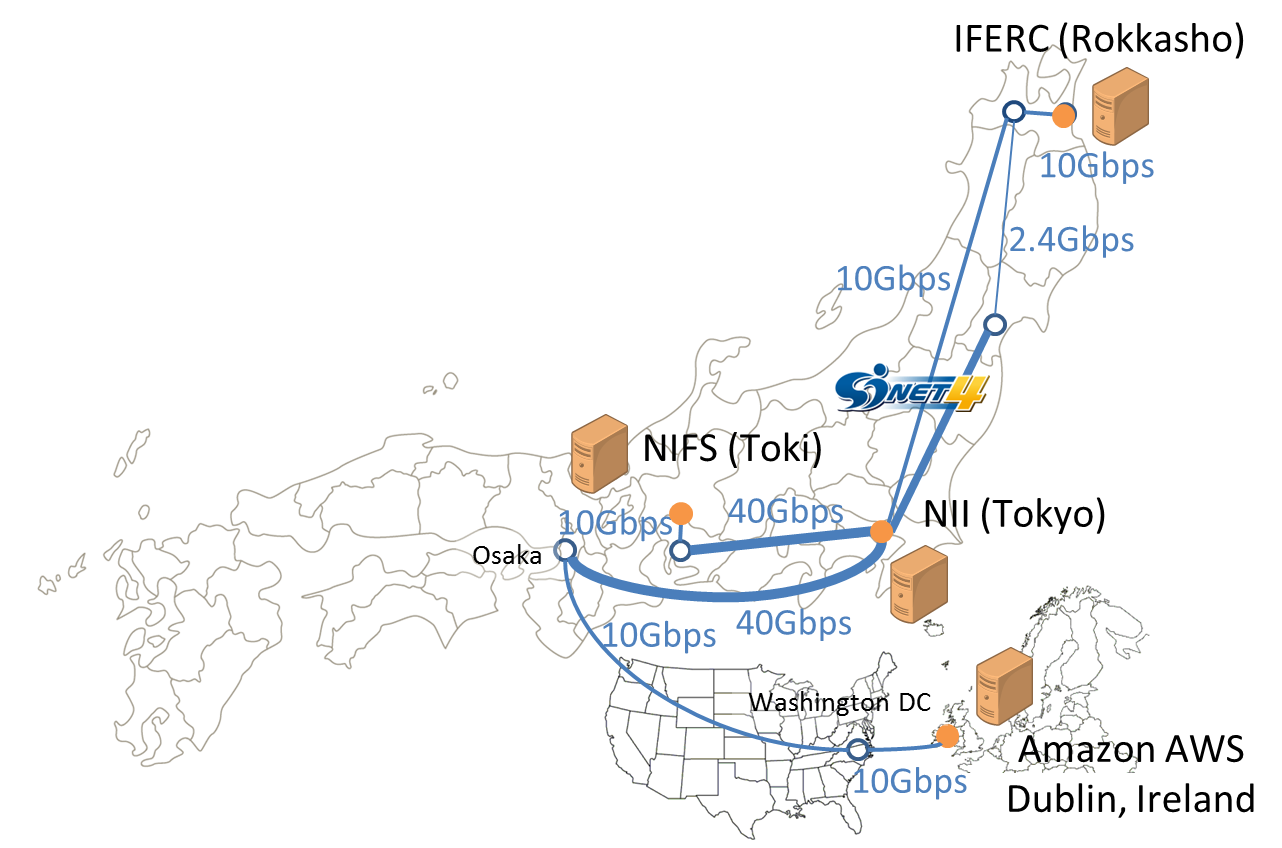 IFERC (Rokkasho)
10Gbps
2.4Gbps
10Gbps
SINET4
NIFS (Toki)
10Gbps
40Gbps
NII (Tokyo)
Osaka
40Gbps
10Gbps
Washington DC
10Gbps
Amazon AWS
Dublin, Ireland